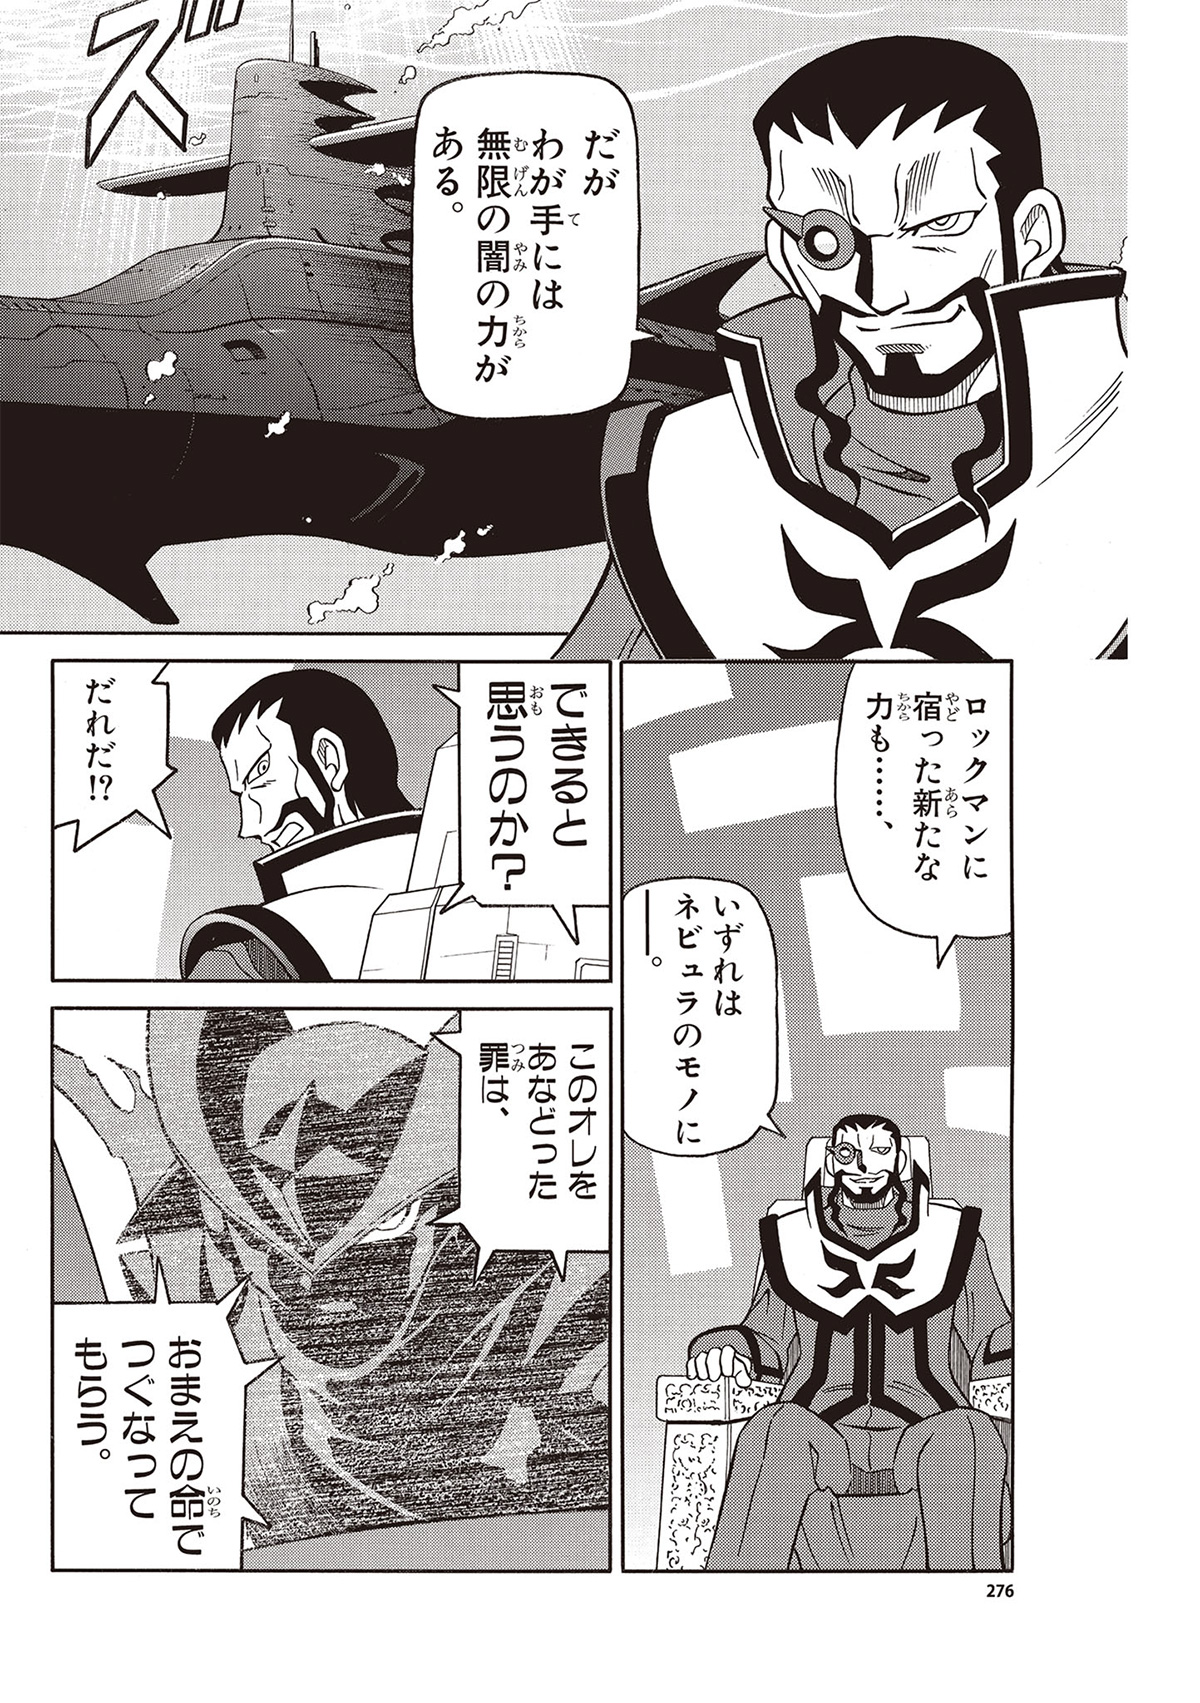 ズ
だが
わが手には
無限の闇の力が
ある。
ロックマンに
宿った新たな
力も……、
いずれは
ネビュラのモノに
――。
できると
思うのか?
だれだ!?
このオレを
あなどった
罪は、
おまえの命で
つぐなって
もらう。
276